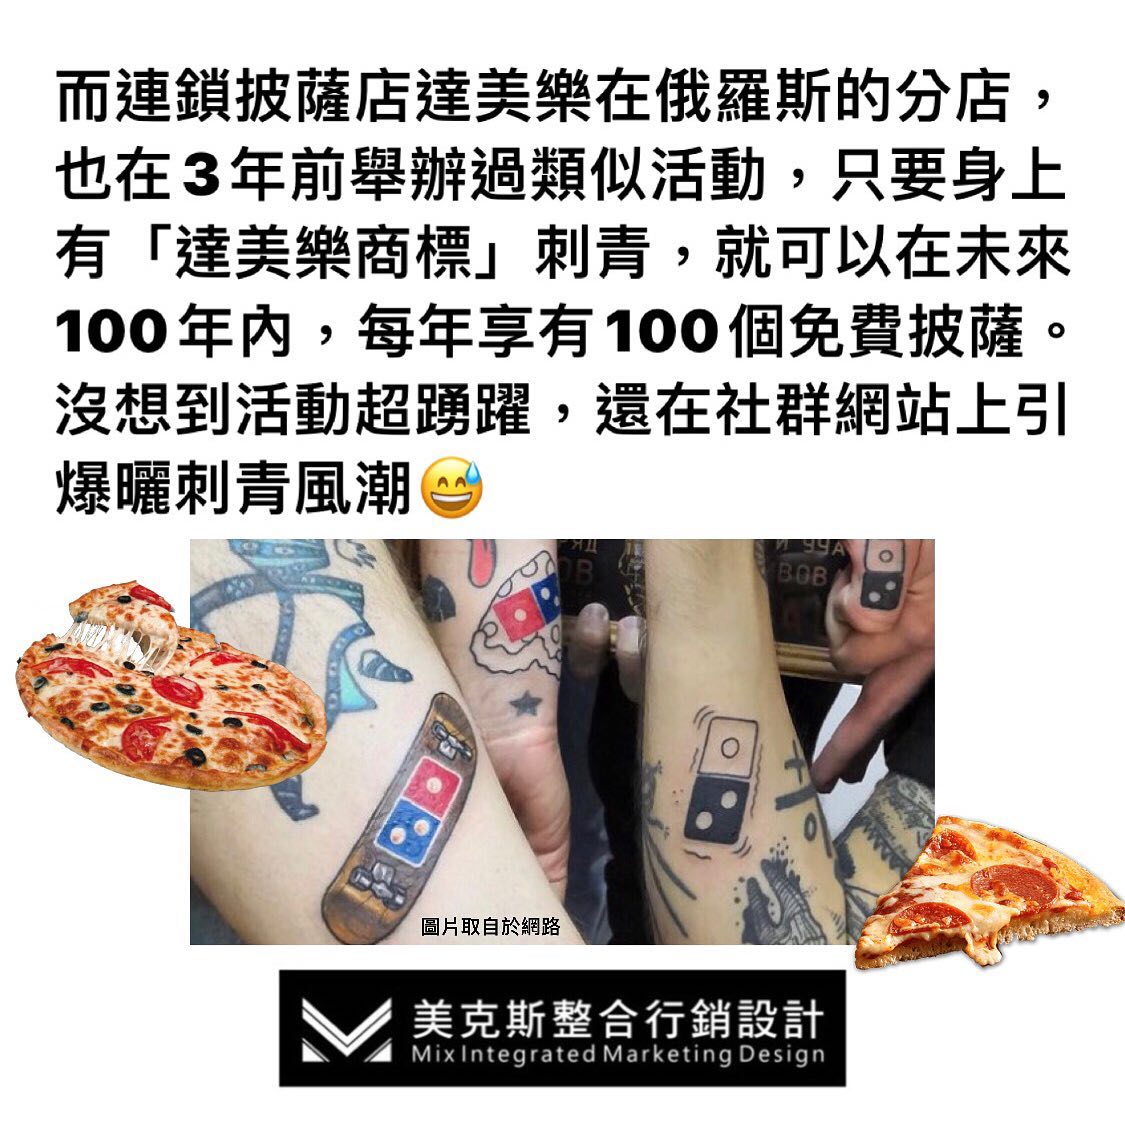 而連鎖披薩店達美樂在俄羅斯的分店，
也在3年前舉辦過類似活動，只要身上
有「達美樂商標」刺青，就可以在未來
100年內，每年享有100個免費披薩。
沒想到活動超踴躍，還在社群網站上引
爆曬刺青風潮😅
圖片取自於網路
美克斯整合行銷設計
Mix Integrated Marketing Design